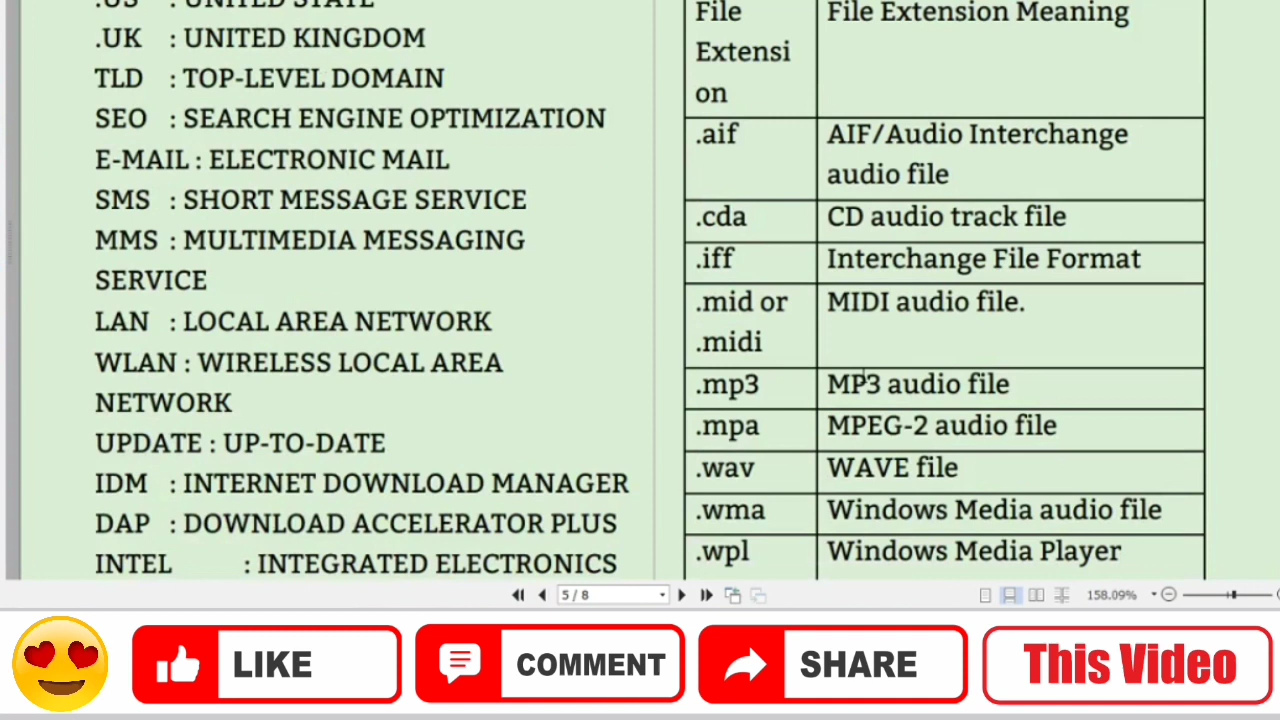 .US : UNITED STATE
.UK : UNITED KINGDOM
TLD : TOP-LEVEL DOMAIN
SEO : SEARCH ENGINE OPTIMIZATION
E-MAIL : ELECTRONIC MAIL
SMS : SHORT MESSAGE SERVICE
MMS : MULTIMEDIA MESSAGING
SERVICE
LAN : LOCAL AREA NETWORK
WLAN : WIRELESS LOCAL AREA
NETWORK
UPDATE : UP-TO-DATE
IDM : INTERNET DOWNLOAD MANAGER
DAP : DOWNLOAD ACCELERATOR PLUS
INTEL : INTEGRATED ELECTRONICS
File File Extension Meaning
Extensi
on
.aif AIF/Audio Interchange
audio file
.cda CD audio track file
.iff Interchange File Format
.mid or MIDI audio file.
.midi
.mp3 MP3 audio file
.mpa MPEG-2 audio file
.wav WAVE file
.wma Windows Media audio file
.wpl Windows Media Player
5 / 8 158.09%
LIKE COMMENT SHARE This Video